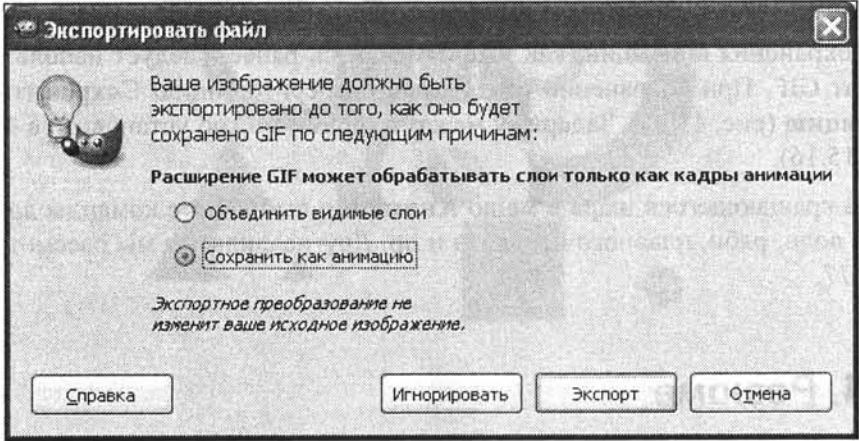 Экспортировать файл
Ваше изображение должно быть
экспортировано до того, как оно будет
сохранено GIF по следующим причинам:
Расширение GIF может обрабатывать слои только как кадры анимации
Объединить видимые слои
Сохранить как анимацию
Экспортное преобразование не
изменит ваше исходное изображение.
Справка
Игнорировать
Экспорт
Отмена